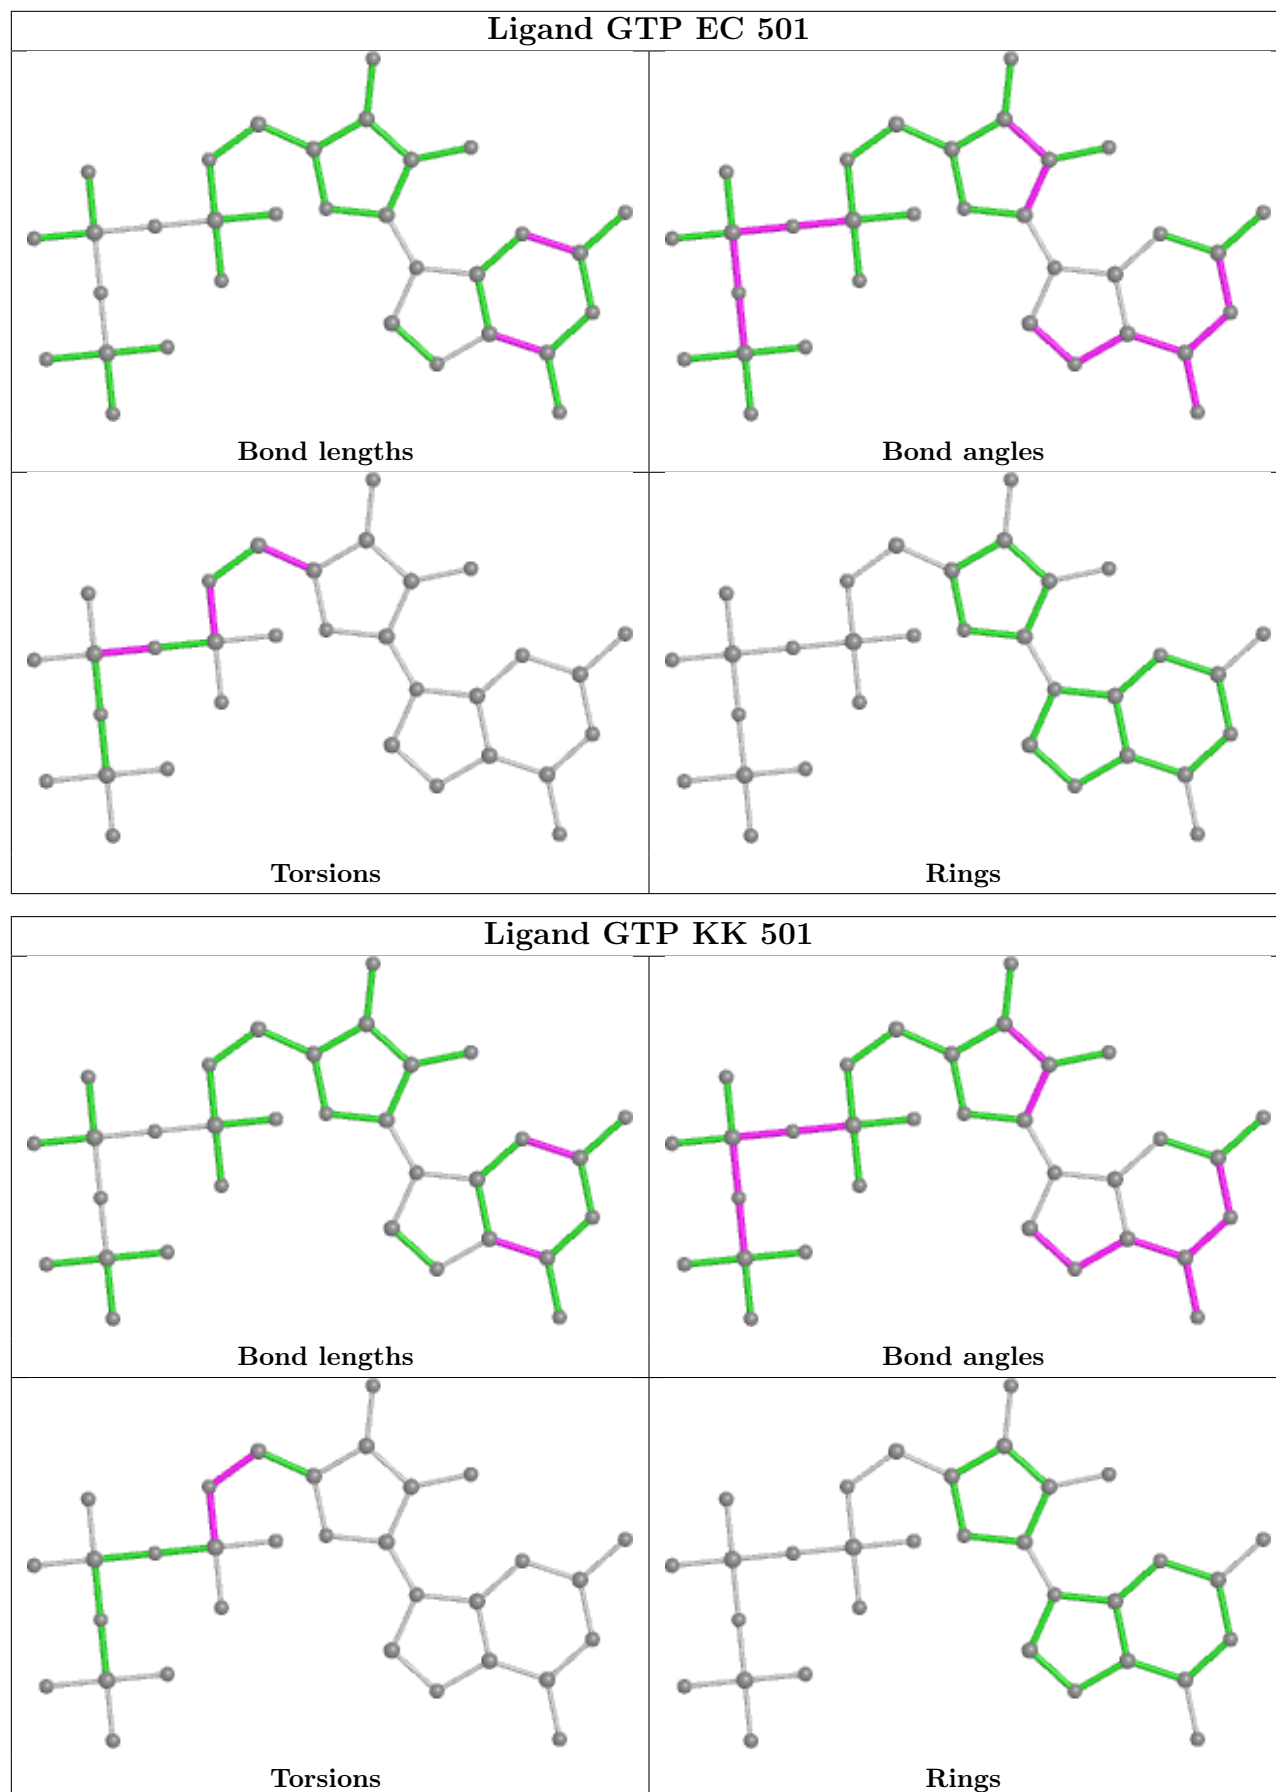 Ligand GTP EC 501
Bond lengths
Bond angles
Torsions
Rings
Ligand GTP KK 501
Bond lengths
Bond angles
Torsions
Rings